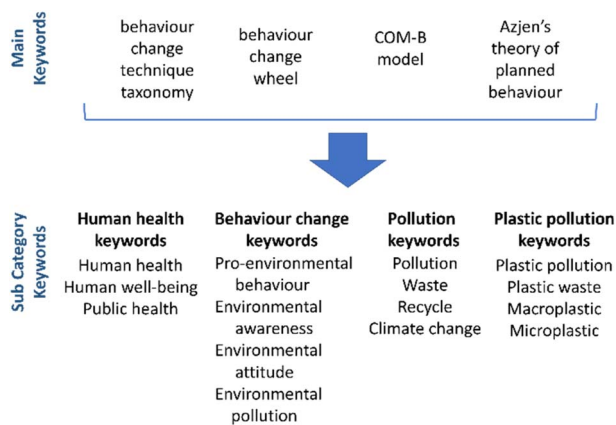 Main
Keywords
behaviour
change
technique
taxonomy
behaviour
change
wheel
COM-B
model
Azjen's
theory of
planned
behaviour
Sub Category
Keywords
Human health
keywords
Human health
Human well-being
Public health
Behaviour change
keywords
Pro-environmental
behaviour
Environmental
awareness
Environmental
attitude
Environmental
pollution
Pollution
keywords
Pollution
Waste
Recycle
Climate change
Plastic pollution
keywords
Plastic pollution
Plastic waste
Macroplastic
Microplastic